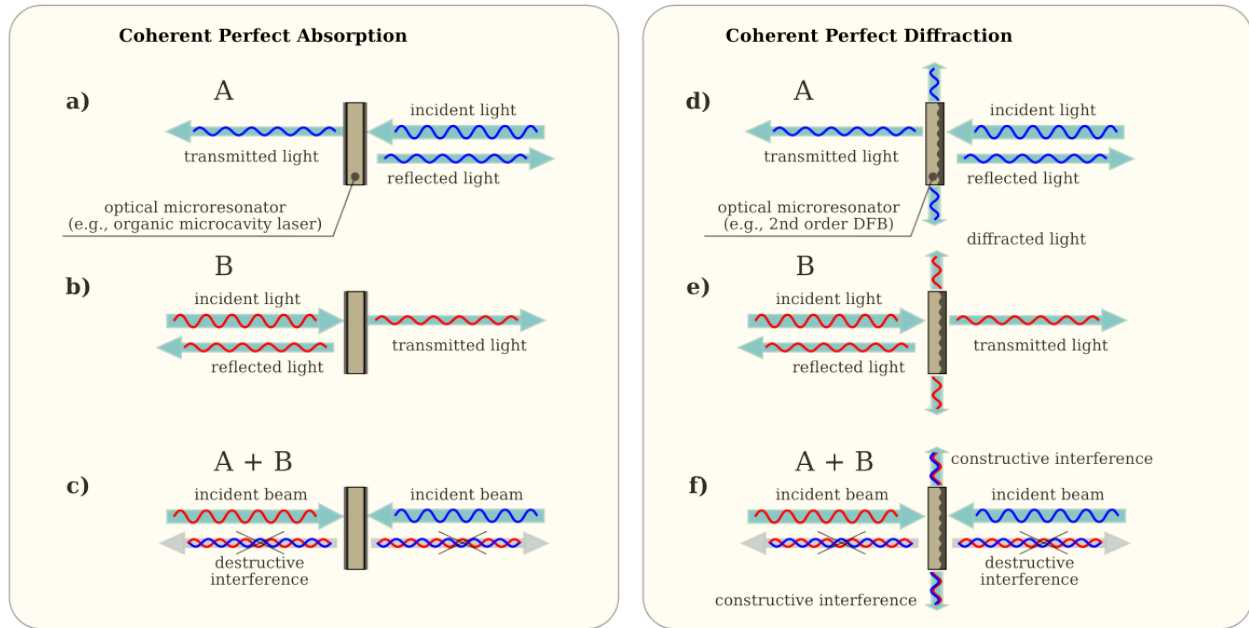 Coherent Perfect Absorption
a)
A
incident light
transmitted light
reflected light
optical microresonator
(e.g., organic microcavity laser)
b)
B
incident light
transmitted light
reflected light
c)
A + B
incident beam
incident beam
destructive
interference
Coherent Perfect Diffraction
d)
A
incident light
transmitted light
reflected light
optical microresonator
(e.g., 2nd order DFB)
diffracted light
e)
B
incident light
transmitted light
reflected light
f)
A + B
constructive interference
incident beam
incident beam
destructive
interference
constructive interference